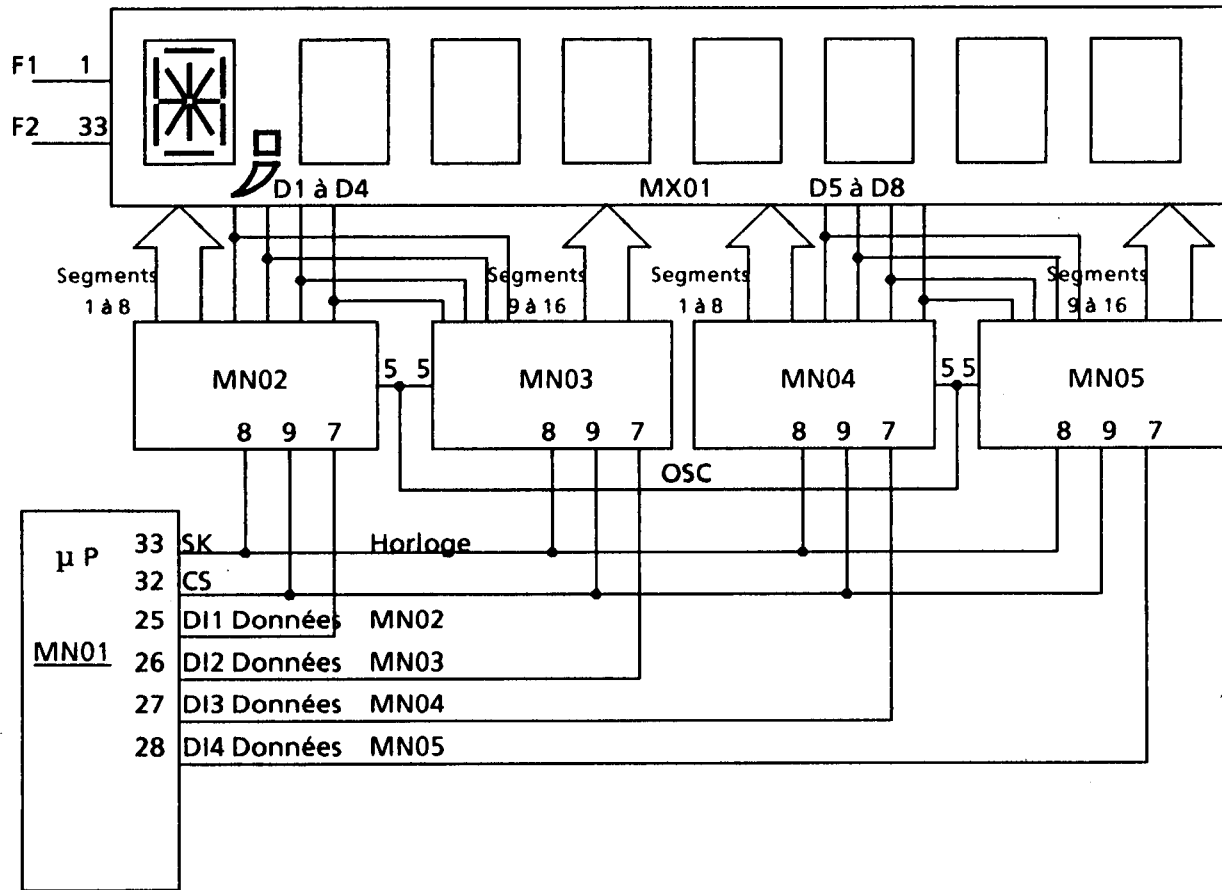 F1 1
F2 33
D1 à D4 MX01 D5 à D8
Segments
1 à 8
Segments
9 à 16
Segments
1 à 8
Segments
9 à 16
MN02 5 5 MN03 MN04 5 5 MN05
8 9 7 8 9 7 8 9 7 8 9 7
OSC
µ P
MN01
33 SK Horloge
32 CS
25 DI1 Données MN02
26 DI2 Données MN03
27 DI3 Données MN04
28 DI4 Données MN05